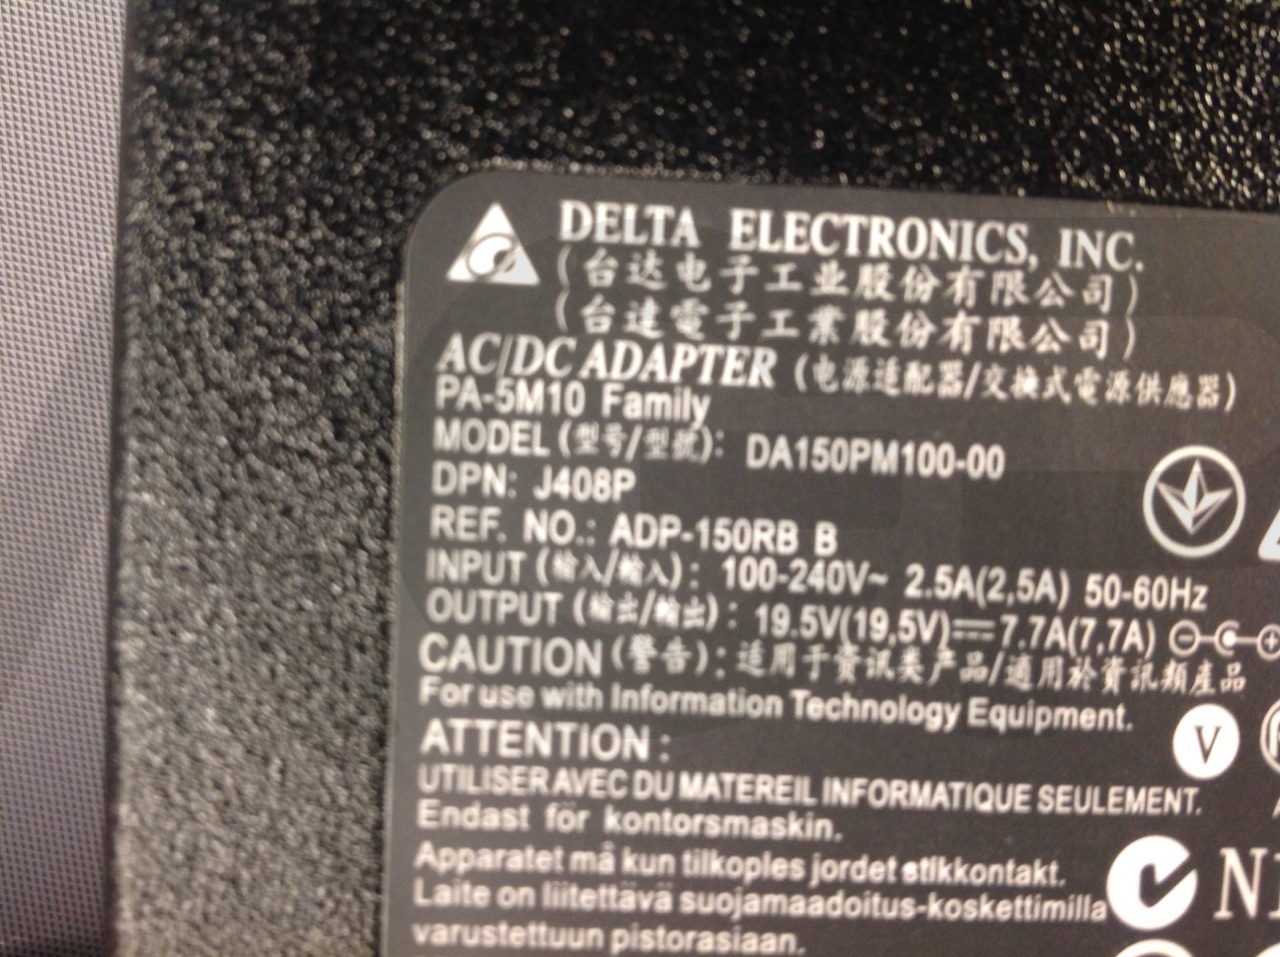 DELTA ELECTRONICS, INC.
(台达电子工业股份有限公司)
(台達電子工業股份有限公司)
AC/DC ADAPTER (电源适配器/交換式電源供應器)
PA-5M10 Family
MODEL (型号/型號): DA150PM100-00
DPN: J408P
REF. NO.: ADP-150RB B
INPUT (输入/輸入): 100-240V~ 2.5A(2,5A) 50-60Hz
OUTPUT (输出/輸出): 19.5V(19,5V)⎓7.7A(7,7A)
CAUTION (警告): 适用于資訊类产品/適用於資訊類產品
For use with Information Technology Equipment.
V
ATTENTION :
UTILISER AVEC DU MATEREIL INFORMATIQUE SEULEMENT.
Endast för kontorsmaskin.
Apparatet må kun tilkoples jordet stikkontakt.
Laite on liitettävä suojamaadoitus-koskettimilla
varustettuun pistorasiaan.